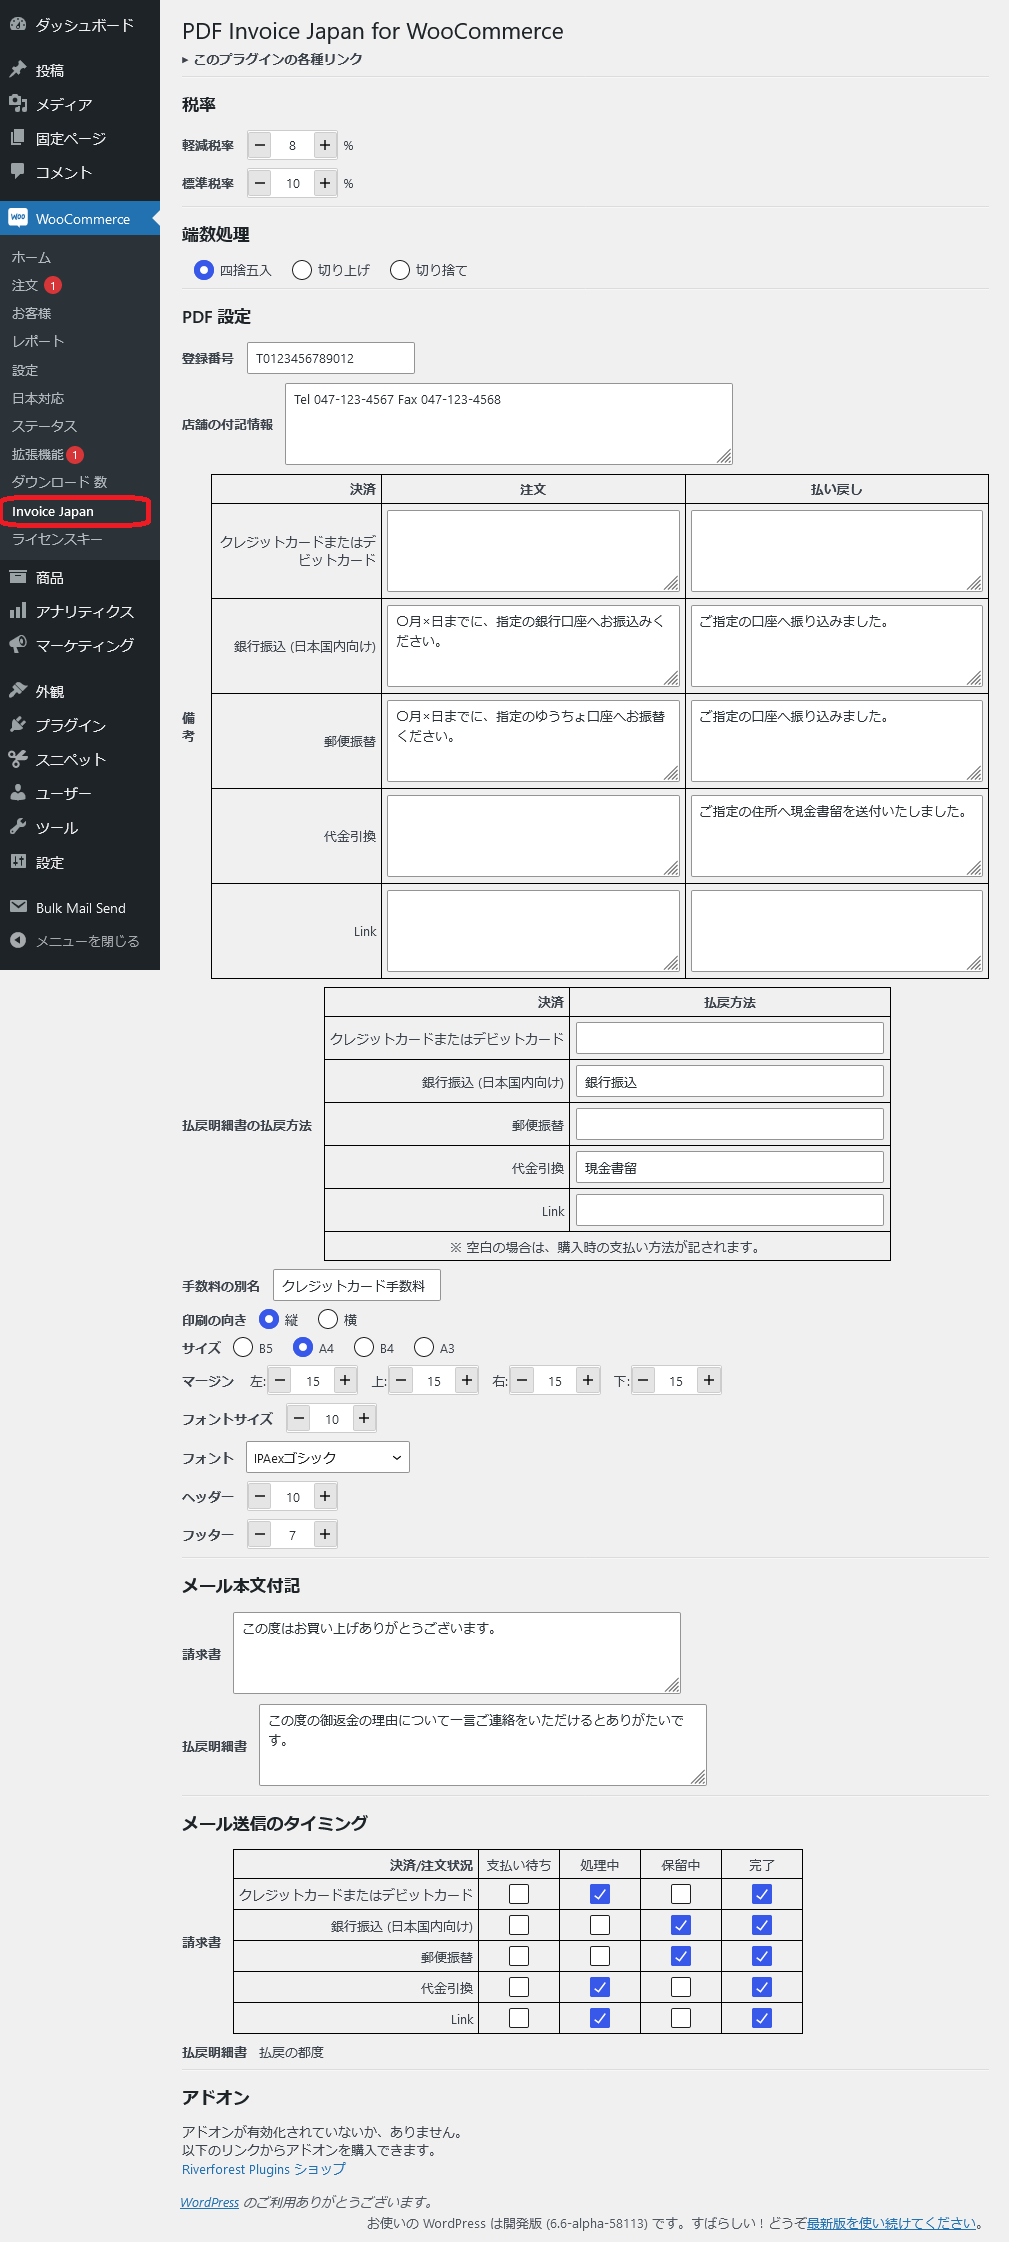 ダッシュボード
投稿
メディア
固定ページ
コメント
WooCommerce
ホーム
注文 1
お客様
レポート
設定
日本対応
ステータス
拡張機能 1
ダウンロード 数
Invoice Japan
ライセンスキー
商品
アナリティクス
マーケティング
外観
プラグイン
スニペット
ユーザー
ツール
設定
Bulk Mail Send
メニューを閉じる
PDF Invoice Japan for WooCommerce
このプラグインの各種リンク
税率
軽減税率 − 8 + %
標準税率 − 10 + %
端数処理
四捨五入 切り上げ 切り捨て
PDF 設定
登録番号 T0123456789012
店舗の付記情報 Tel 047-123-4567 Fax 047-123-4568
備
考
決済 注文 払い戻し
クレジットカードまたはデ
ビットカード
銀行振込 (日本国内向け) 〇月×日までに、指定の銀行口座へお振込みく
ださい。
ご指定の口座へ振り込みました。
郵便振替 〇月×日までに、指定のゆうちょ口座へお振替
ください。
ご指定の口座へ振り込みました。
代金引換 ご指定の住所へ現金書留を送付いたしました。
Link
払戻明細書の払戻方法
決済 払戻方法
クレジットカードまたはデビットカード
銀行振込 (日本国内向け) 銀行振込
郵便振替
代金引換 現金書留
Link
※ 空白の場合は、購入時の支払い方法が記されます。
手数料の別名 クレジットカード手数料
印刷の向き 縦 横
サイズ B5 A4 B4 A3
マージン 左: − 15 + 上: − 15 + 右: − 15 + 下: − 15 +
フォントサイズ − 10 +
フォント IPAexゴシック
ヘッダー − 10 +
フッター − 7 +
メール本文付記
請求書 この度はお買い上げありがとうございます。
払戻明細書 この度の御返金の理由について一言ご連絡をいただけるとありがたいで
す。
メール送信のタイミング
請求書
決済/注文状況 支払い待ち 処理中 保留中 完了
クレジットカードまたはデビットカード
銀行振込 (日本国内向け)
郵便振替
代金引換
Link
払戻明細書 払戻の都度
アドオン
アドオンが有効化されていないか、ありません。
以下のリンクからアドオンを購入できます。
Riverforest Plugins ショップ
WordPress のご利用ありがとうございます。
お使いの WordPress は開発版 (6.6-alpha-58113) です。すばらしい ! どうぞ最新版を使い続けてください。